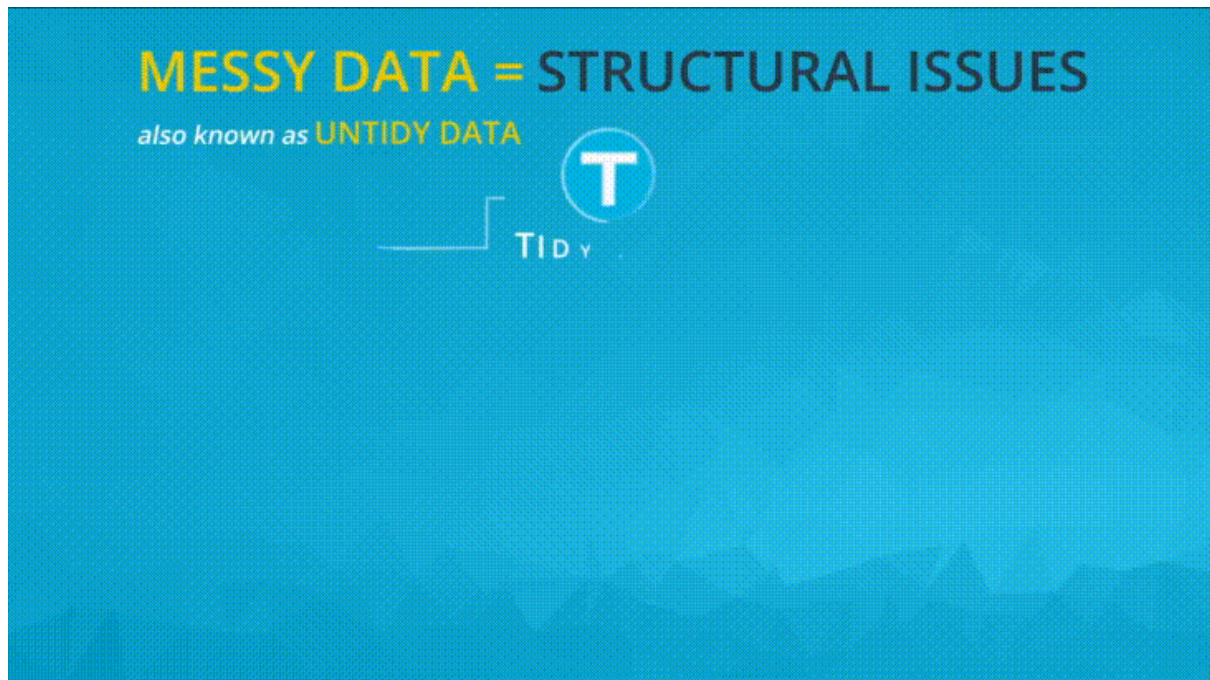 MESSY DATA = STRUCTURAL ISSUES
also known as UNTIDY DATA
T
TIDY